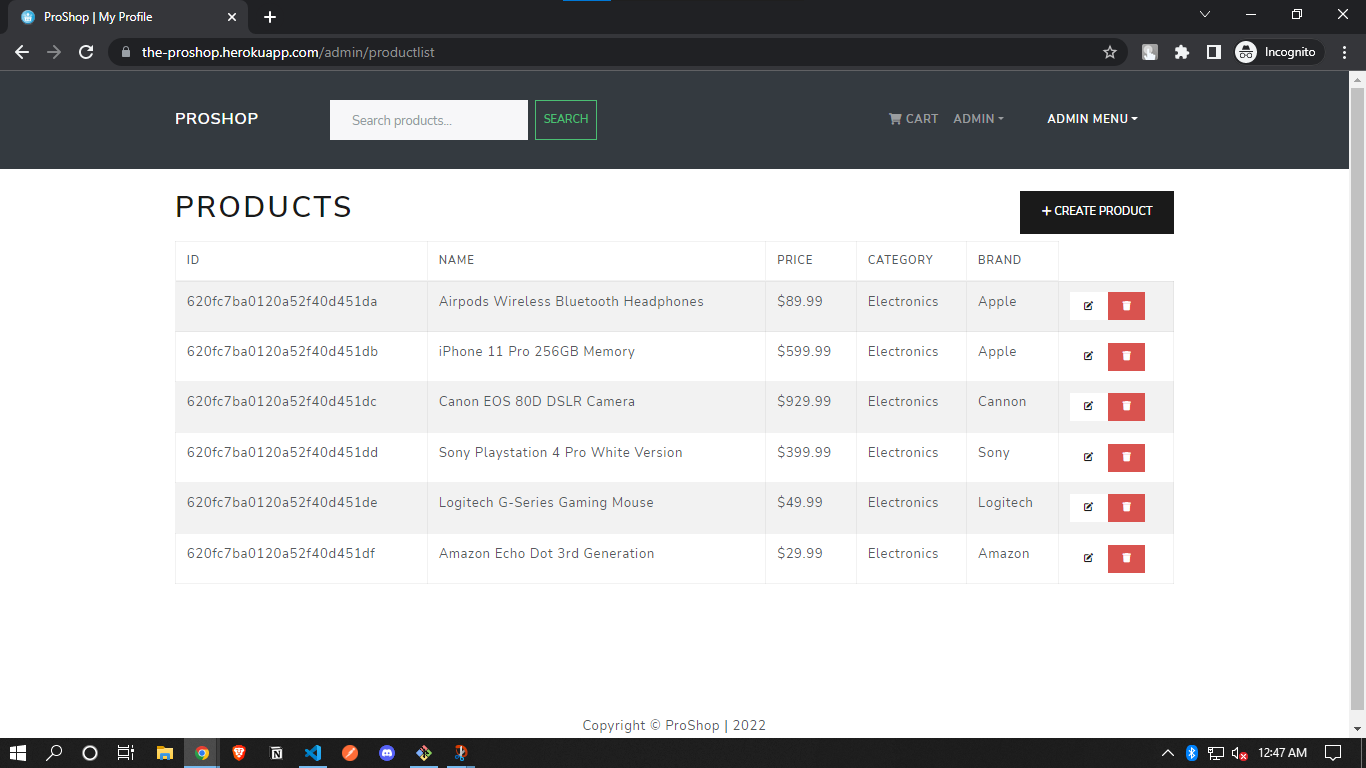 ProShop | My Profile
the-proshop.herokuapp.com/admin/productlist
Incognito
PROSHOP
Search products...
SEARCH
CART
ADMIN
ADMIN MENU
PRODUCTS
CREATE PRODUCT
ID NAME PRICE CATEGORY BRAND
620fc7ba0120a52f40d451da Airpods Wireless Bluetooth Headphones $89.99 Electronics Apple
620fc7ba0120a52f40d451db iPhone 11 Pro 256GB Memory $599.99 Electronics Apple
620fc7ba0120a52f40d451dc Canon EOS 80D DSLR Camera $929.99 Electronics Cannon
620fc7ba0120a52f40d451dd Sony Playstation 4 Pro White Version $399.99 Electronics Sony
620fc7ba0120a52f40d451de Logitech G-Series Gaming Mouse $49.99 Electronics Logitech
620fc7ba0120a52f40d451df Amazon Echo Dot 3rd Generation $29.99 Electronics Amazon
Copyright © ProShop | 2022
12:47 AM